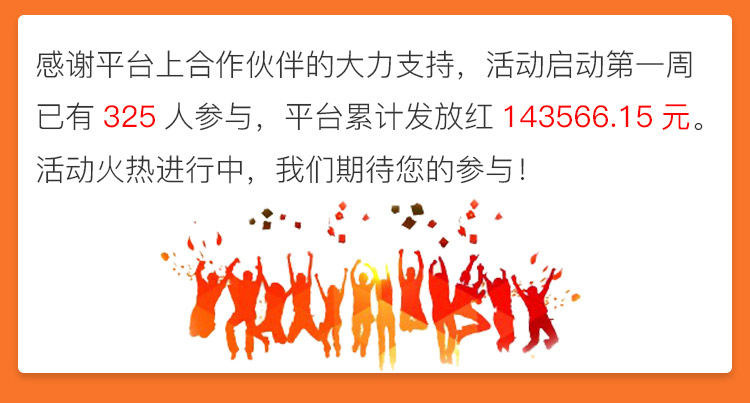 感谢平台上合作伙伴的大力支持，活动启动第一周
已有 325 人参与，平台累计发放红 143566.15 元。
活动火热进行中，我们期待您的参与！